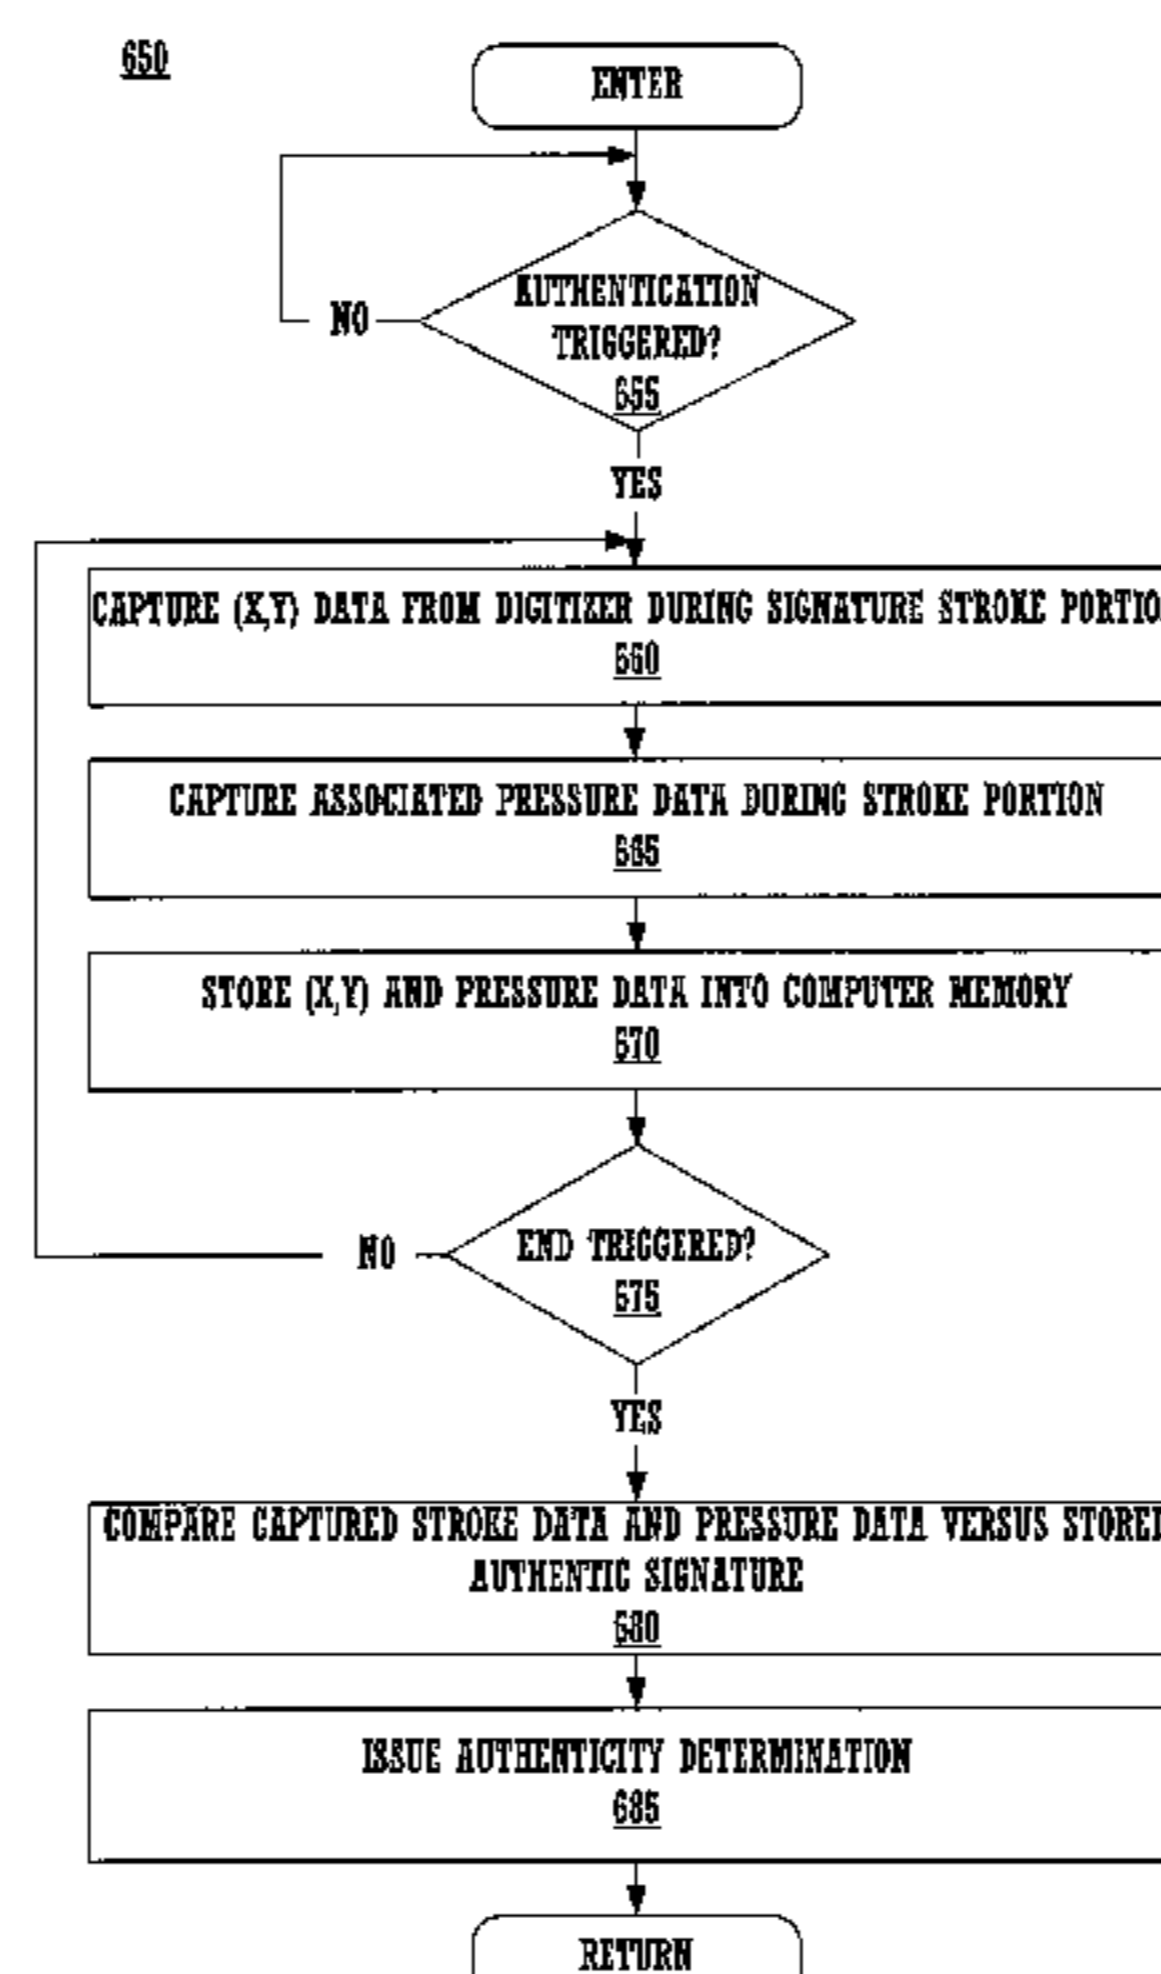 650
ENTER
AUTHENTICATION
TRIGGERED?
655
NO
YES
CAPTURE (X,Y) DATA FROM DIGITIZER DURING SIGNATURE STROKE PORTIO
660
CAPTURE ASSOCIATED PRESSURE DATA DURING STROKE PORTION
665
STORE (X,Y) AND PRESSURE DATA INTO COMPUTER MEMORY
670
END TRIGGERED?
675
NO
YES
COMPARE CAPTURED STROKE DATA AND PRESSURE DATA VERSUS STORED
AUTHENTIC SIGNATURE
680
ISSUE AUTHENTICITY DETERMINATION
685
RETURN